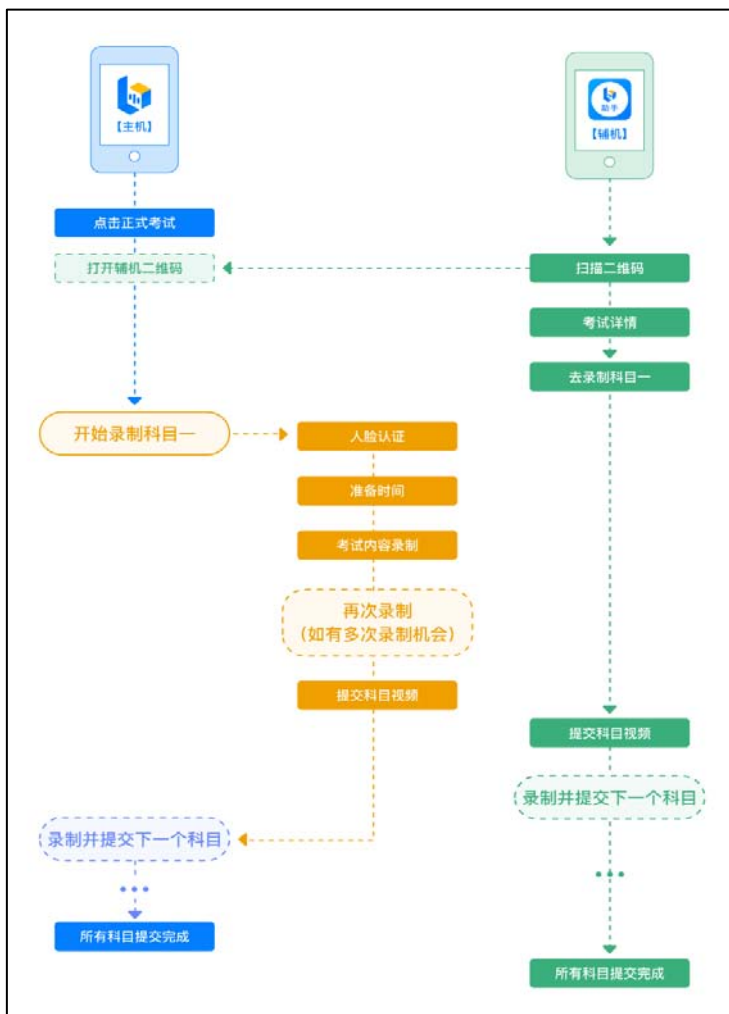 【主机】
助手
【辅机】
点击正式考试
打开辅机二维码
扫描二维码
考试详情
去录制科目一
开始录制科目一
人脸认证
准备时间
考试内容录制
再次录制
（如有多次录制机会）
提交科目视频
提交科目视频
录制并提交下一个科目
录制并提交下一个科目
所有科目提交完成
所有科目提交完成